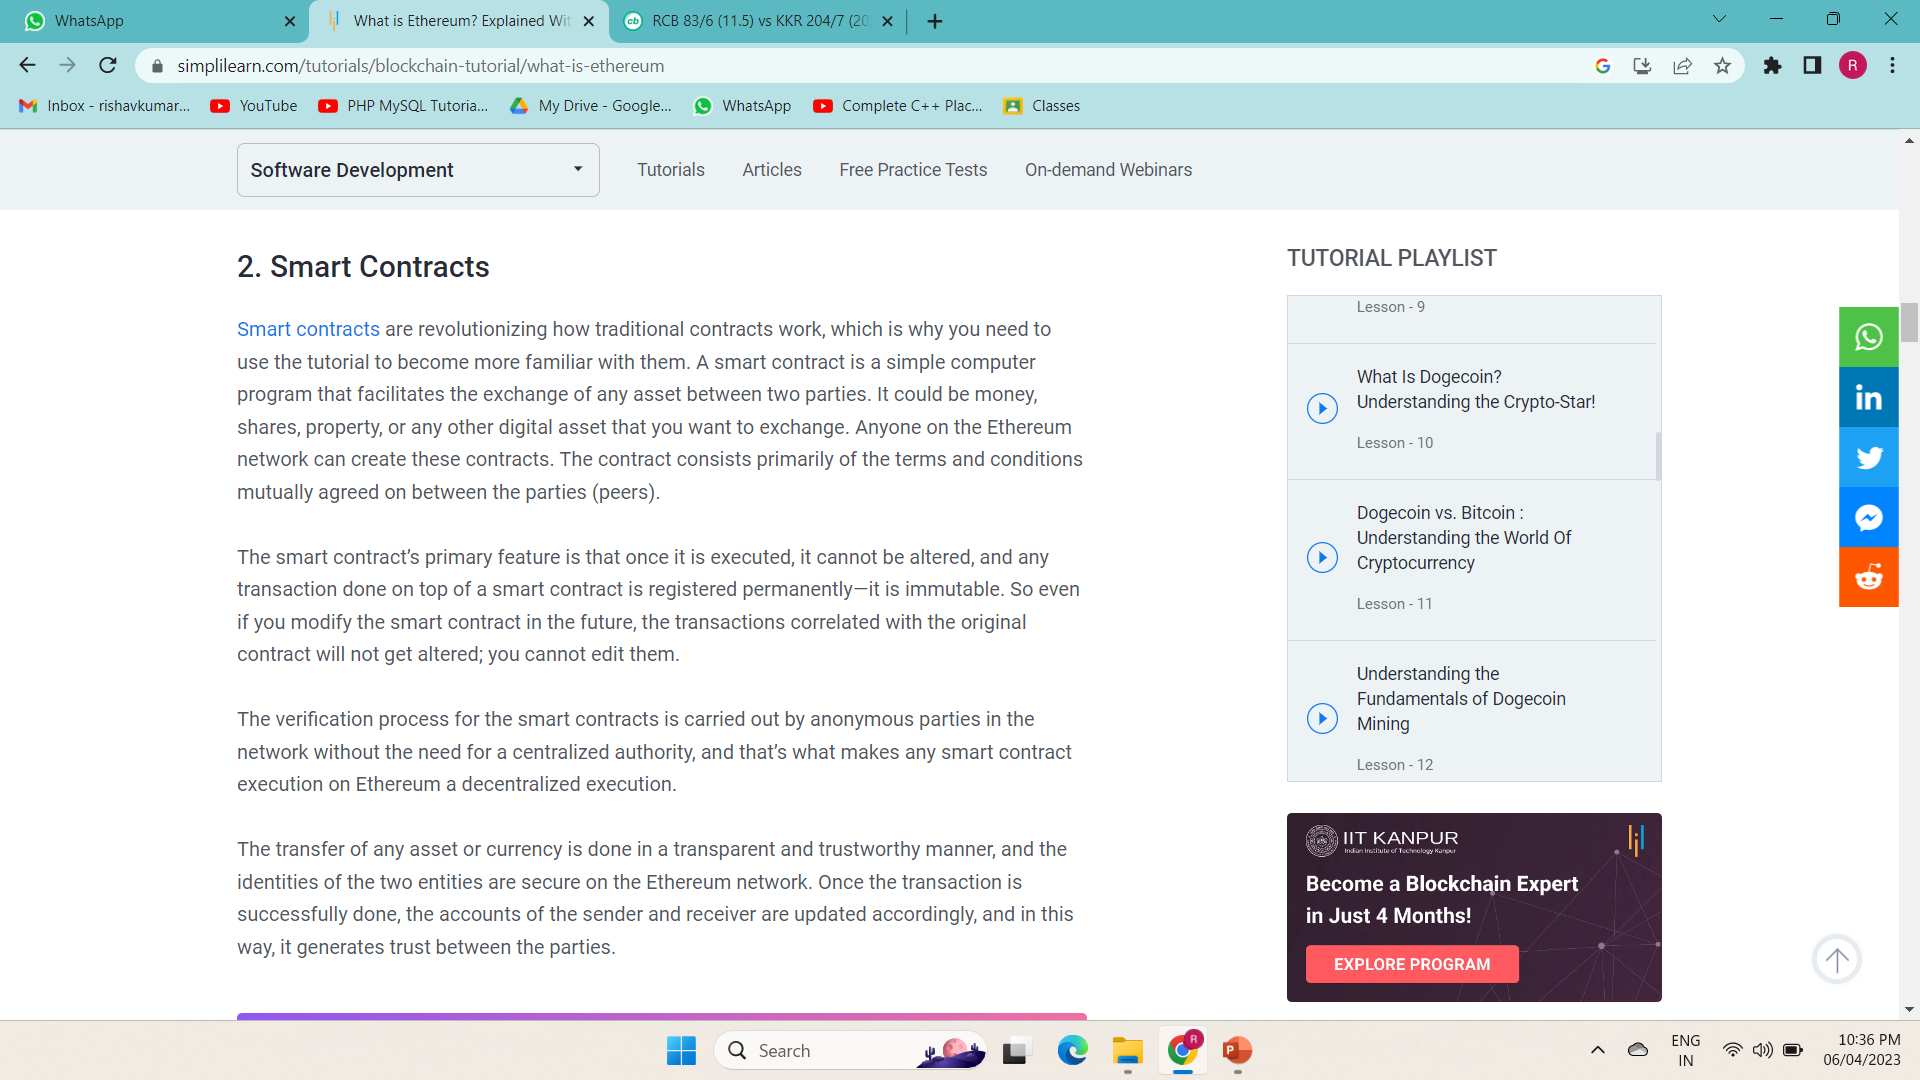 WhatsApp
What is Ethereum? Explained Wit
RCB 83/6 (11.5) vs KKR 204/7 (20
simplilearn.com/tutorials/blockchain-tutorial/what-is-ethereum
R
Inbox - rishavkumar...
YouTube
PHP MySQL Tutoria...
My Drive - Google...
WhatsApp
Complete C++ Plac...
Classes
Software Development
Tutorials
Articles
Free Practice Tests
On-demand Webinars
2. Smart Contracts
Smart contracts are revolutionizing how traditional contracts work, which is why you need to
use the tutorial to become more familiar with them. A smart contract is a simple computer
program that facilitates the exchange of any asset between two parties. It could be money,
shares, property, or any other digital asset that you want to exchange. Anyone on the Ethereum
network can create these contracts. The contract consists primarily of the terms and conditions
mutually agreed on between the parties (peers).
The smart contract’s primary feature is that once it is executed, it cannot be altered, and any
transaction done on top of a smart contract is registered permanently—it is immutable. So even
if you modify the smart contract in the future, the transactions correlated with the original
contract will not get altered; you cannot edit them.
The verification process for the smart contracts is carried out by anonymous parties in the
network without the need for a centralized authority, and that’s what makes any smart contract
execution on Ethereum a decentralized execution.
The transfer of any asset or currency is done in a transparent and trustworthy manner, and the
identities of the two entities are secure on the Ethereum network. Once the transaction is
successfully done, the accounts of the sender and receiver are updated accordingly, and in this
way, it generates trust between the parties.
TUTORIAL PLAYLIST
Lesson - 9
What Is Dogecoin?
Understanding the Crypto-Star!
Lesson - 10
Dogecoin vs. Bitcoin :
Understanding the World Of
Cryptocurrency
Lesson - 11
Understanding the
Fundamentals of Dogecoin
Mining
Lesson - 12
IIT KANPUR
Indian Institute of Technology Kanpur
Become a Blockchain Expert
in Just 4 Months!
EXPLORE PROGRAM
Search
ENG
IN
10:36 PM
06/04/2023